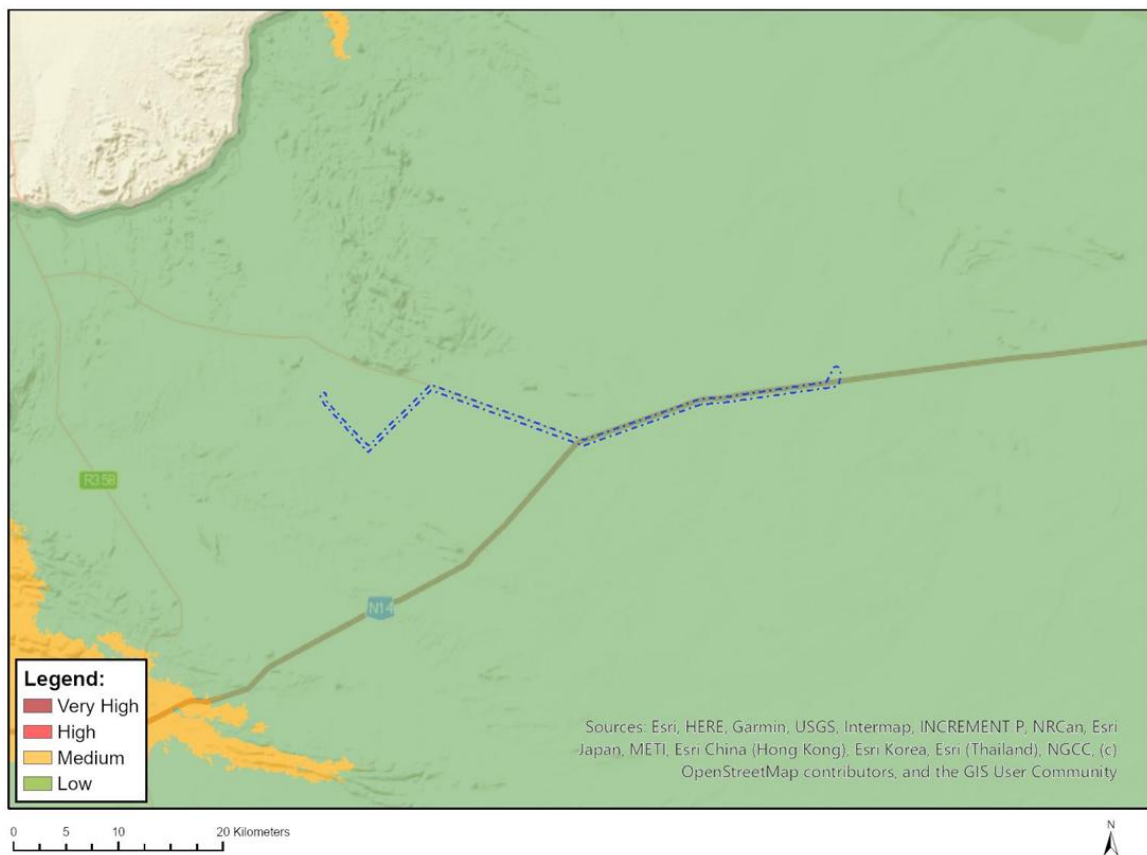 R358
N14
Legend:
Very High
High
Medium
Low
Sources: Esri, HERE, Garmin, USGS, Intermap, INCREMENT P, NRCan, Esri
Japan, METI, Esri China (Hong Kong), Esri Korea, Esri (Thailand), NGCC, (c)
OpenStreetMap contributors, and the GIS User Community
0 5 10 20 Kilometers
N